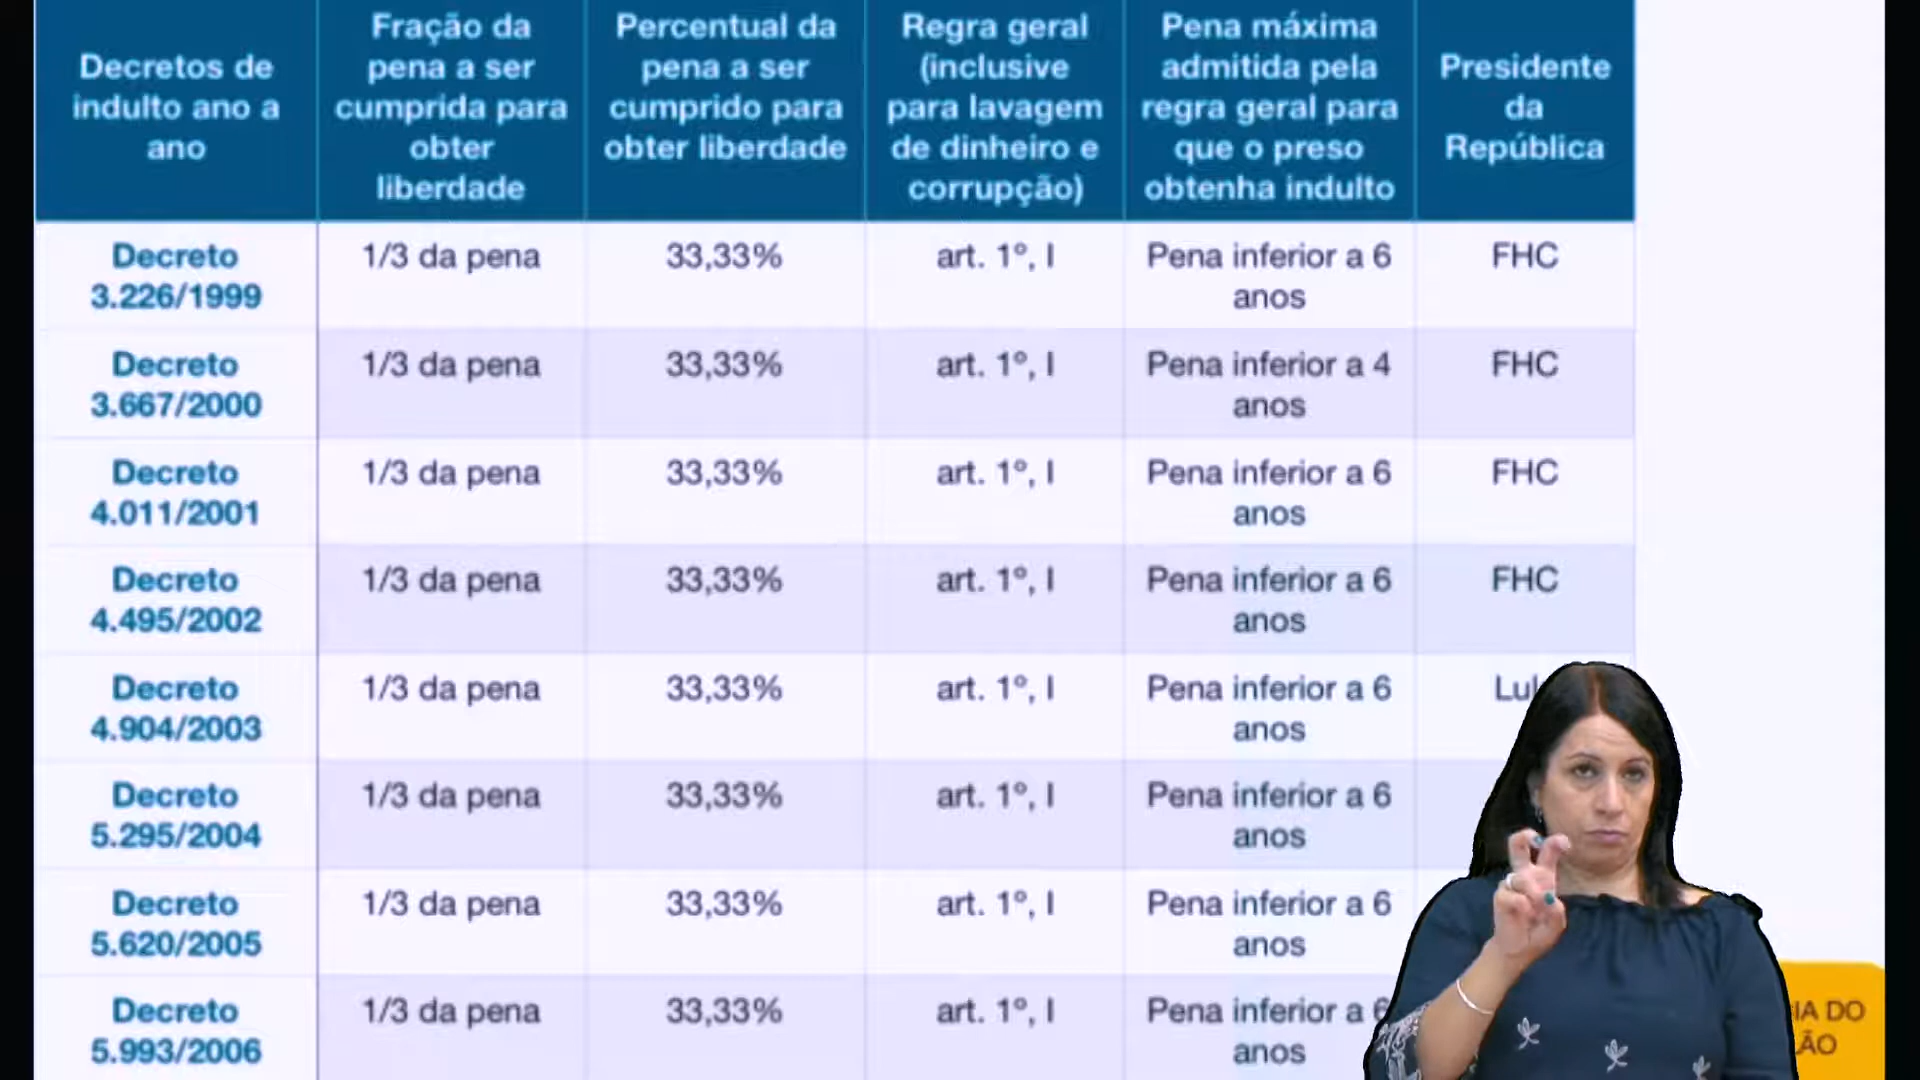 Decretos de
indulto ano a
ano
Fração da
pena a ser
cumprida para
obter
liberdade
Percentual da
pena a ser
cumprido para
obter liberdade
Regra geral
(inclusive
para lavagem
de dinheiro e
corrupção)
Pena máxima
admitida pela
regra geral para
que o preso
obtenha indulto
Presidente
da
República
Decreto
3.226/1999
1/3 da pena
33,33%
art. 1º, I
Pena inferior a 6
anos
FHC
Decreto
3.667/2000
1/3 da pena
33,33%
art. 1º, I
Pena inferior a 4
anos
FHC
Decreto
4.011/2001
1/3 da pena
33,33%
art. 1º, I
Pena inferior a 6
anos
FHC
Decreto
4.495/2002
1/3 da pena
33,33%
art. 1º, I
Pena inferior a 6
anos
FHC
Decreto
4.904/2003
1/3 da pena
33,33%
art. 1º, I
Pena inferior a 6
anos
Decreto
5.295/2004
1/3 da pena
33,33%
art. 1º, I
Pena inferior a 6
anos
Decreto
5.620/2005
1/3 da pena
33,33%
art. 1º, I
Pena inferior a 6
anos
Decreto
5.993/2006
1/3 da pena
33,33%
art. 1º, I
Pena inferior a 6
anos
DO